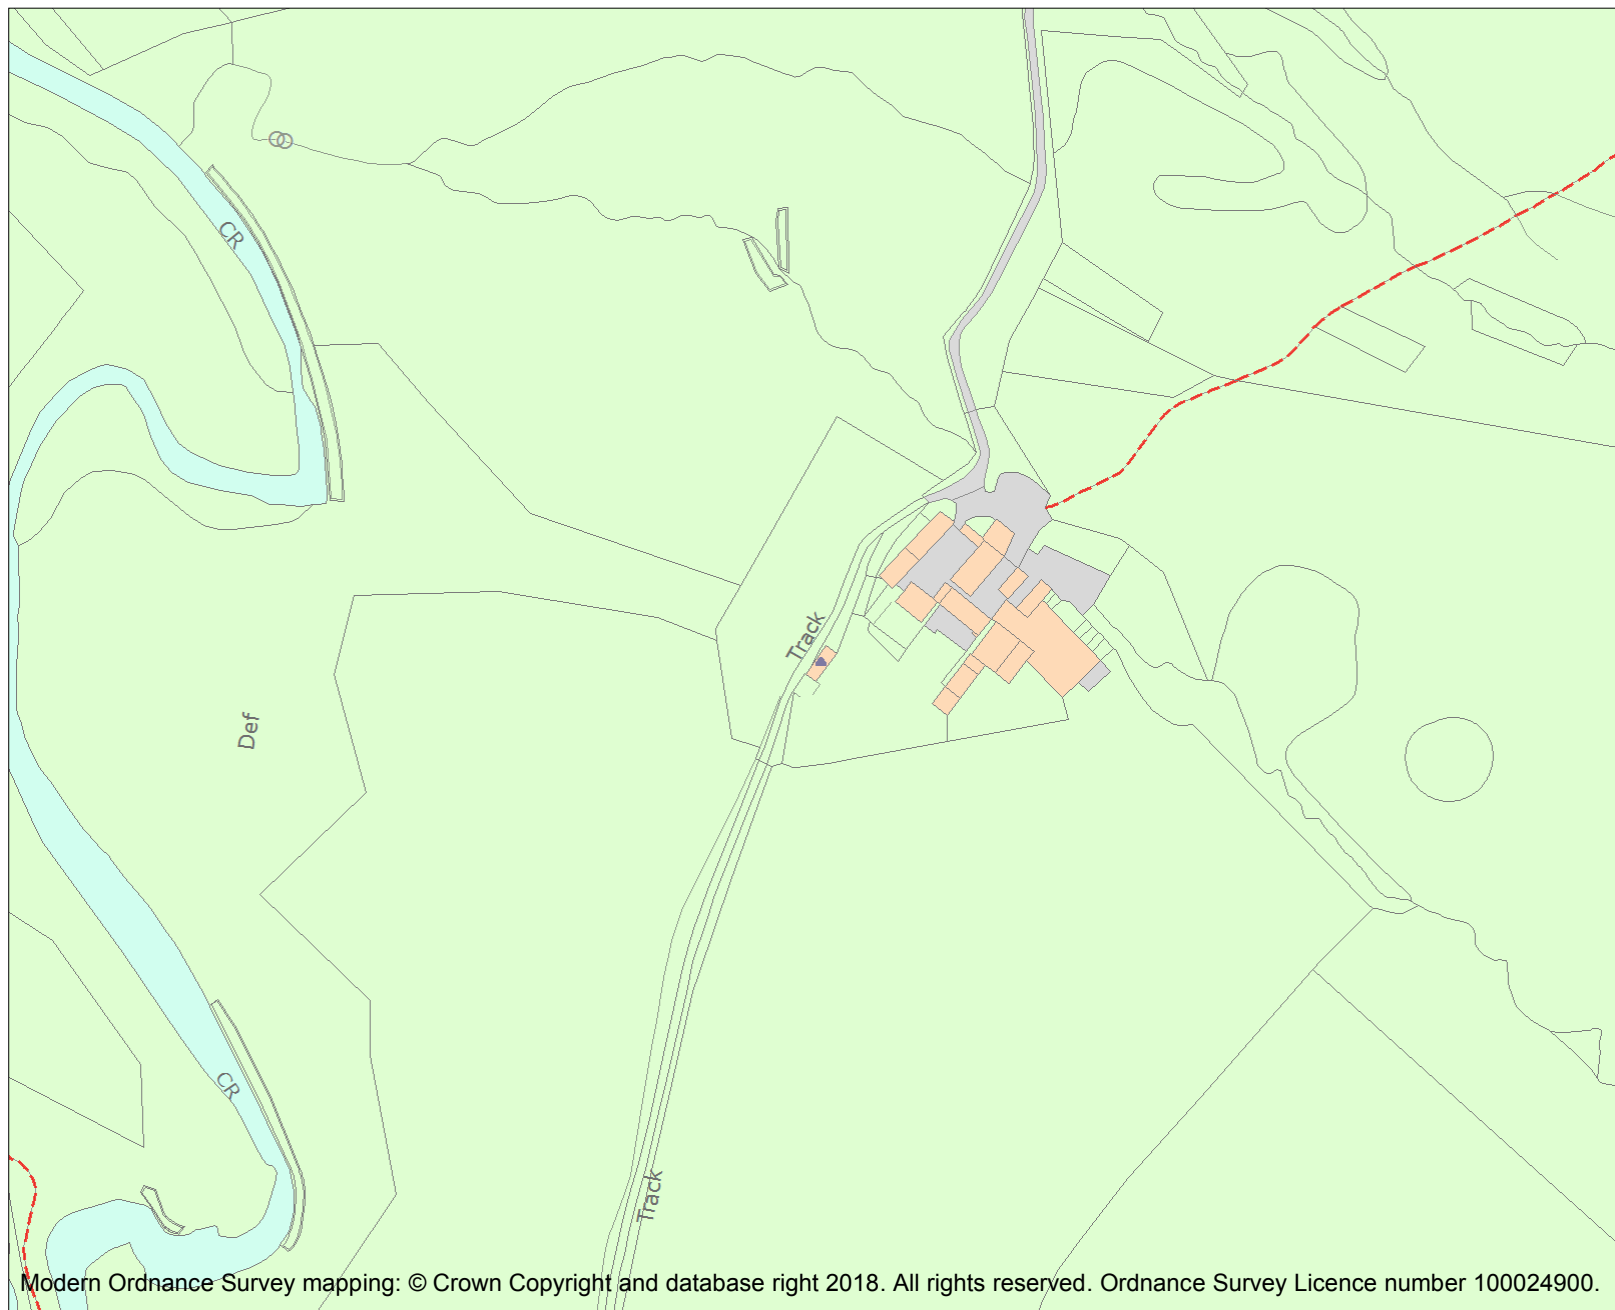 CR
Track
Def
CR
Track
Modern Ordnance Survey mapping: © Crown Copyright and database right 2018. All rights reserved. Ordnance Survey Licence number 100024900.